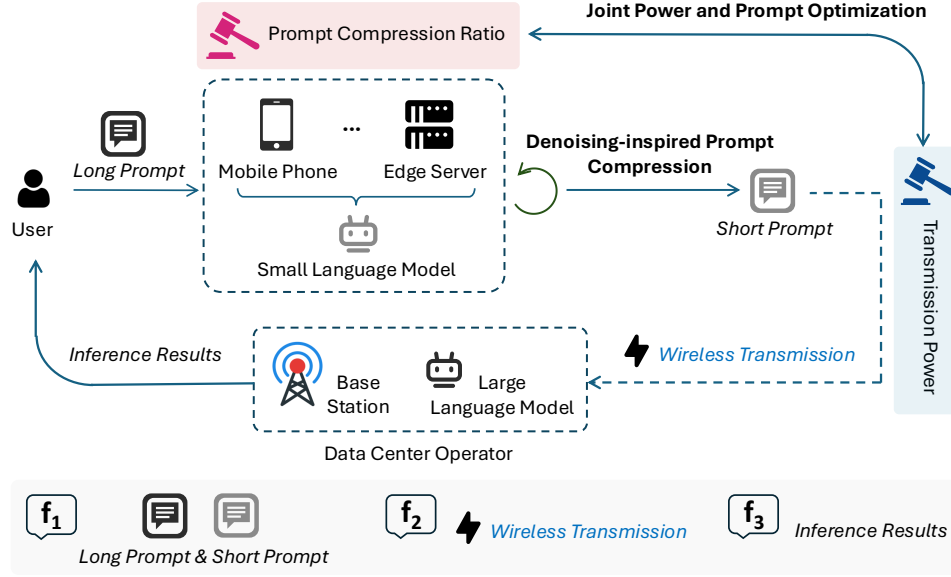 Joint Power and Prompt Optimization
Prompt Compression Ratio
Long Prompt
Mobile Phone
...
Edge Server
Denoising-inspired Prompt
Compression
User
Small Language Model
Short Prompt
Transmission Power
Inference Results
Base
Station
Large
Language Model
Wireless Transmission
Data Center Operator
f1
Long Prompt & Short Prompt
f2
Wireless Transmission
f3
Inference Results